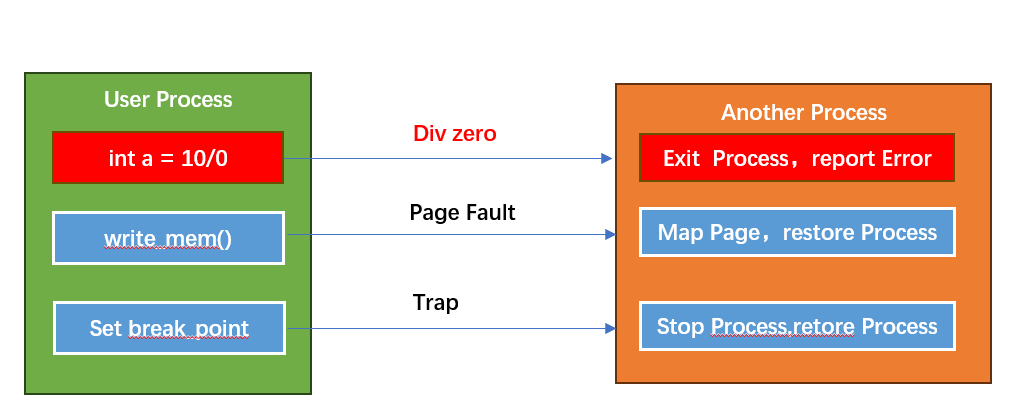 User Process
int a = 10/0
write_mem()
Set break_point
Div zero
Page Fault
Trap
Another Process
Exit  Process，report Error
Map Page，restore Process
Stop Process.retore Process